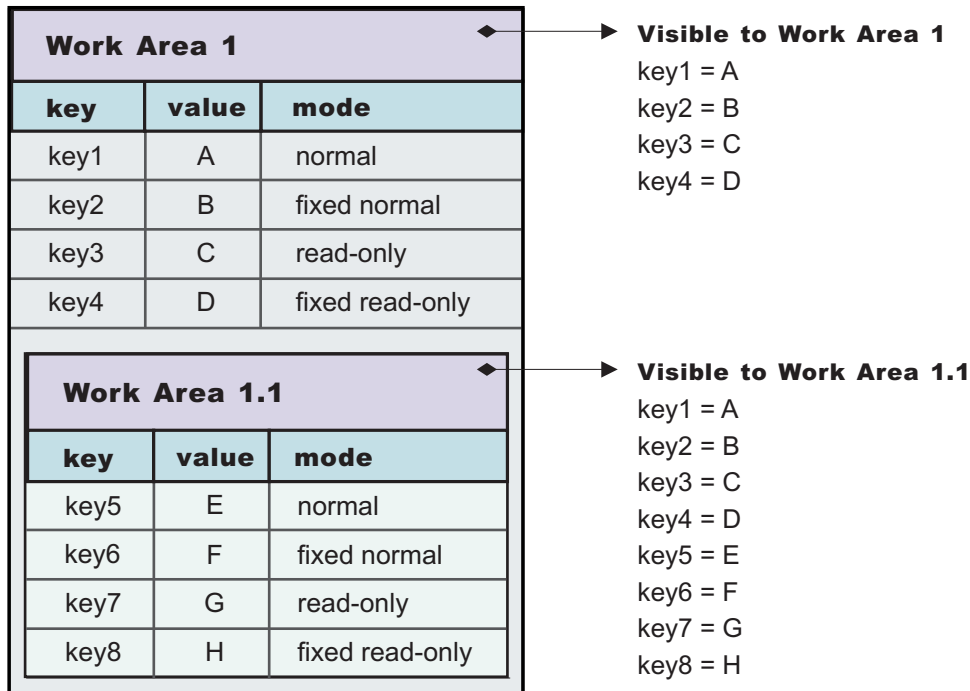 Work Area 1
key value mode
key1 A normal
key2 B fixed normal
key3 C read-only
key4 D fixed read-only
Visible to Work Area 1
key1 = A
key2 = B
key3 = C
key4 = D
Work Area 1.1
key value mode
key5 E normal
key6 F fixed normal
key7 G read-only
key8 H fixed read-only
Visible to Work Area 1.1
key1 = A
key2 = B
key3 = C
key4 = D
key5 = E
key6 = F
key7 = G
key8 = H